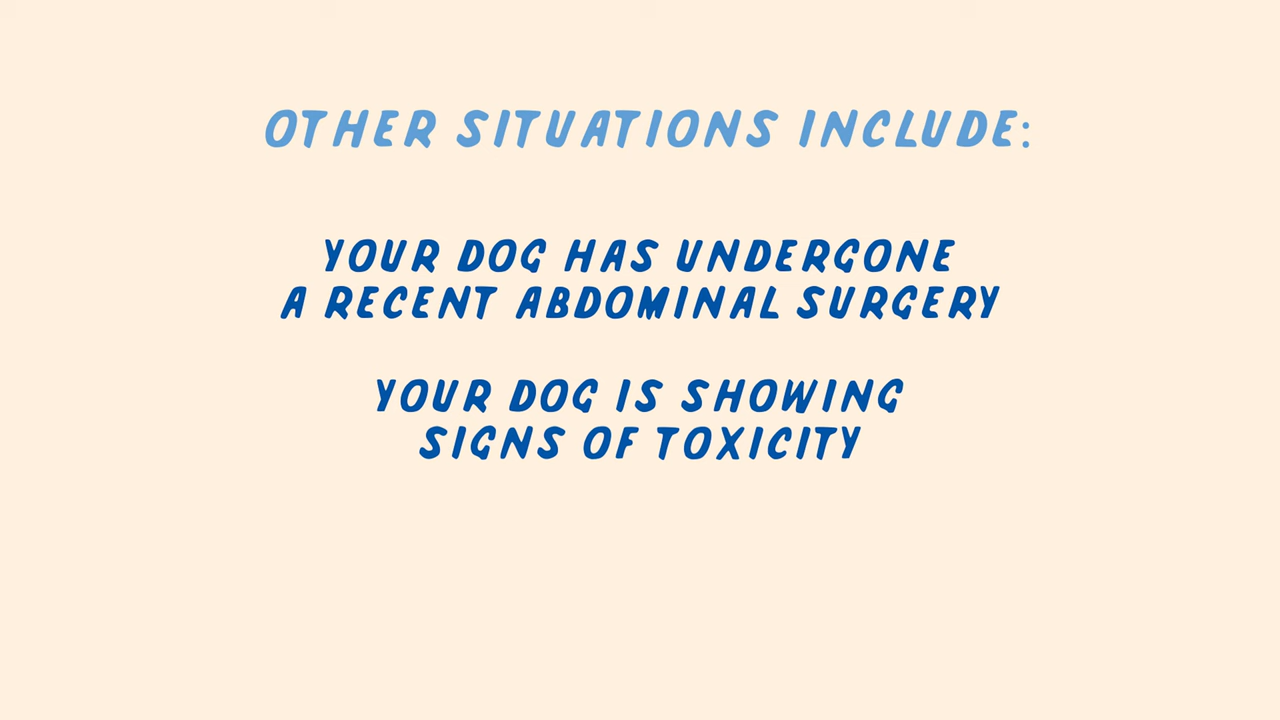 OTHER SITUATIONS INCLUDE:
YOUR DOG HAS UNDERGONE
A RECENT ABDOMINAL SURGERY
YOUR DOG IS SHOWING
SIGNS OF TOXICITY